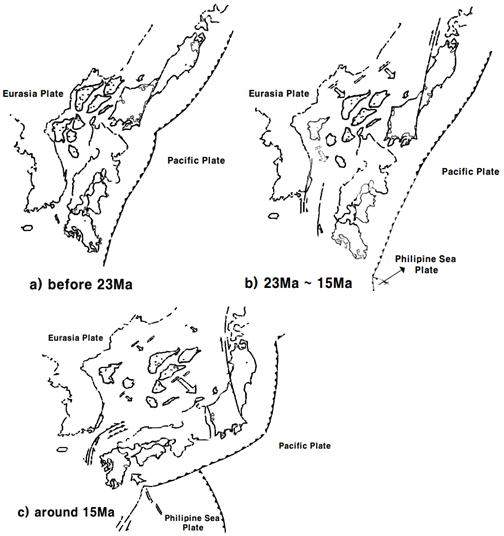 Eurasia Plate
Pacific Plate
a) before 23Ma
Eurasia Plate
Pacific Plate
Philipine Sea
Plate
b) 23Ma ~ 15Ma
Eurasia Plate
Pacific Plate
Philipine Sea
Plate
c) around 15Ma